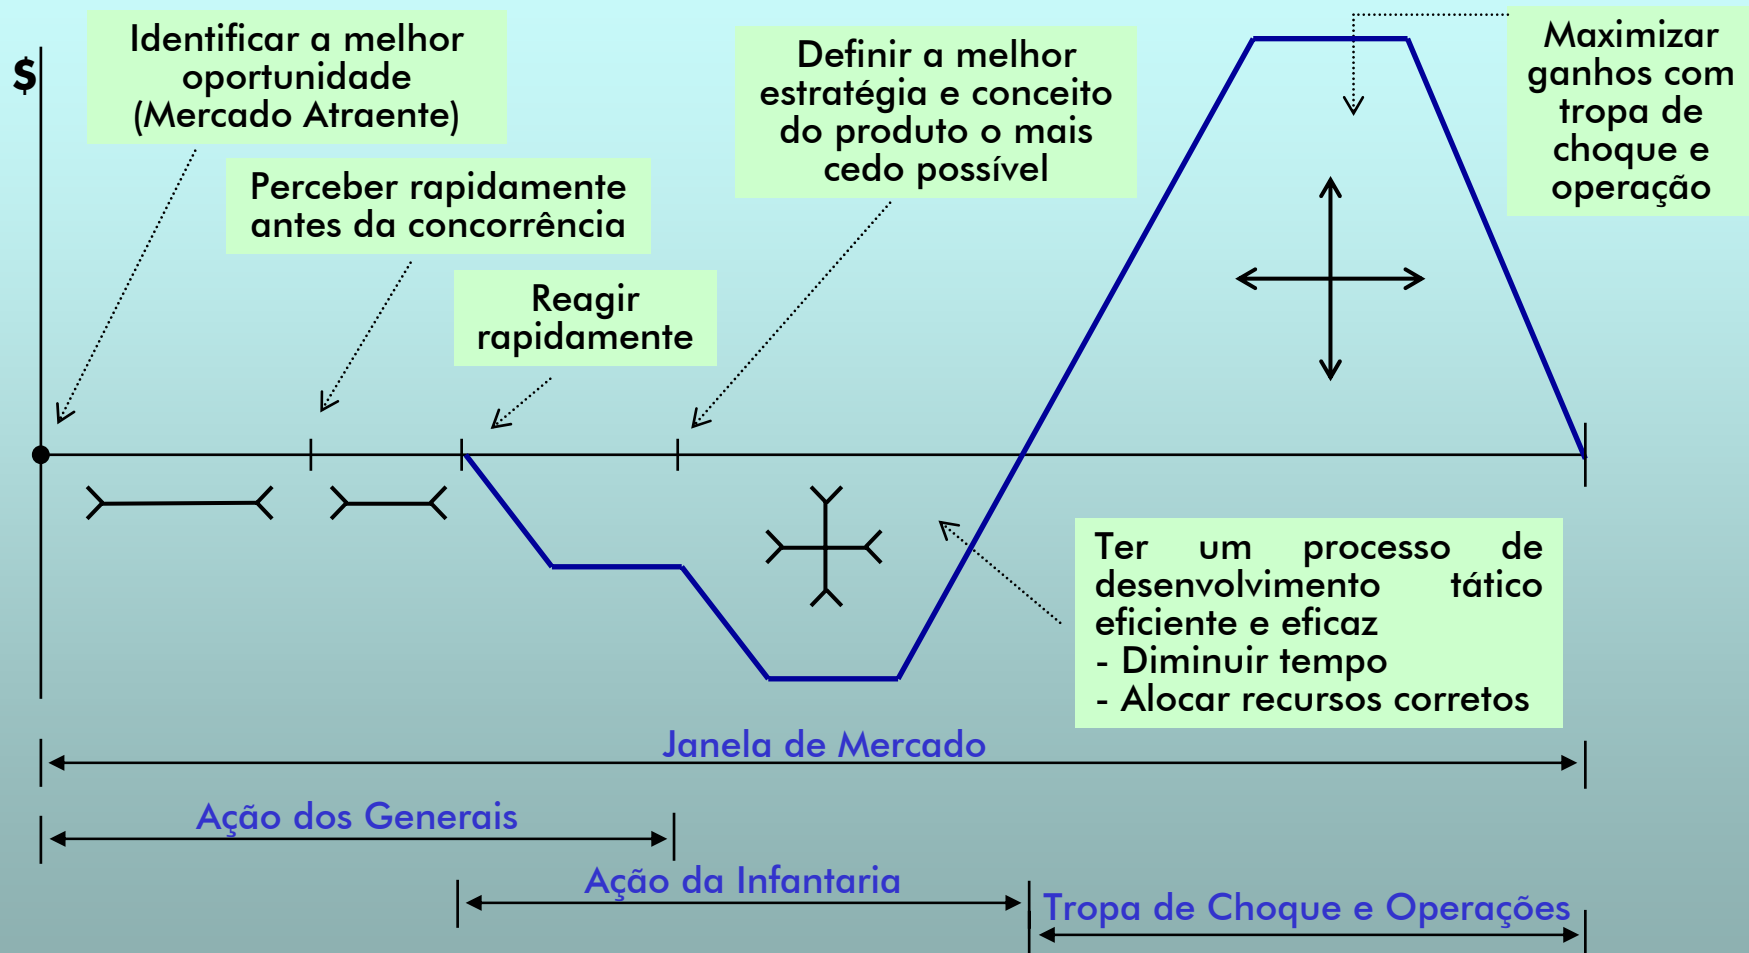 $
Identificar a melhor
oportunidade
(Mercado Atraente)
Perceber rapidamente
antes da concorrência
Reagir
rapidamente
Definir a melhor
estratégia e conceito
do produto o mais
cedo possível
Maximizar
ganhos com
tropa de
choque e
operação
Ter um processo de
desenvolvimento tático
eficiente e eficaz
- Diminuir tempo
- Alocar recursos corretos
Janela de Mercado
Ação dos Generais
Ação da Infantaria
Tropa de Choque e Operações